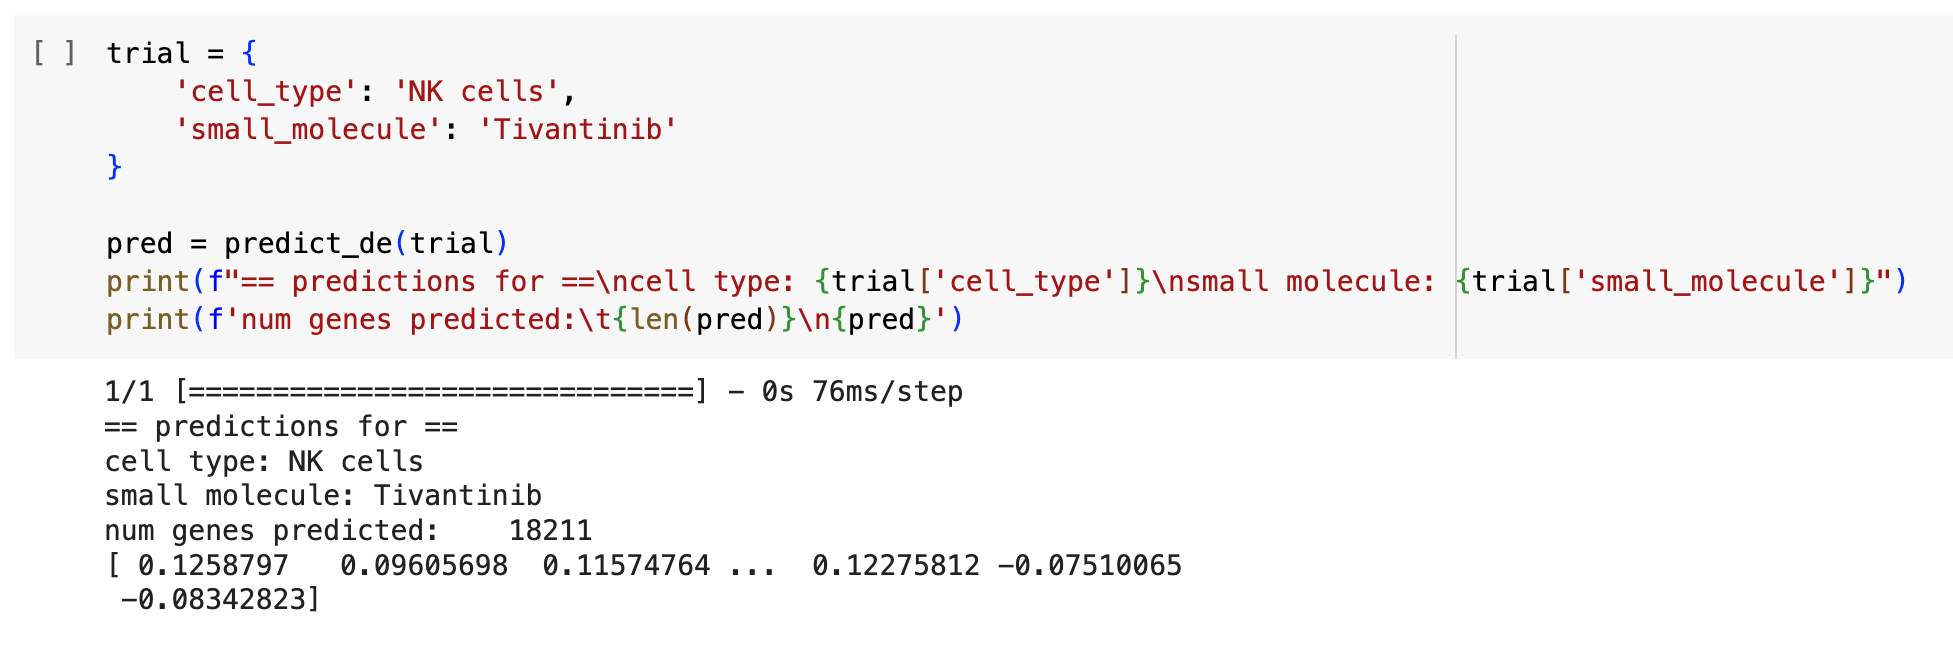 [ ] trial = {
    'cell_type': 'NK cells',
    'small_molecule': 'Tivantinib'
}
pred = predict_de(trial)
print(f"== predictions for ==\ncell type: {trial['cell_type']}\nsmall molecule: {trial['small_molecule']}")
print(f'num genes predicted:\t{len(pred)}\n{pred}')
1/1 [==============================] - 0s 76ms/step
== predictions for ==
cell type: NK cells
small molecule: Tivantinib
num genes predicted:    18211
[ 0.1258797   0.09605698  0.11574764 ...  0.12275812 -0.07510065
 -0.08342823]